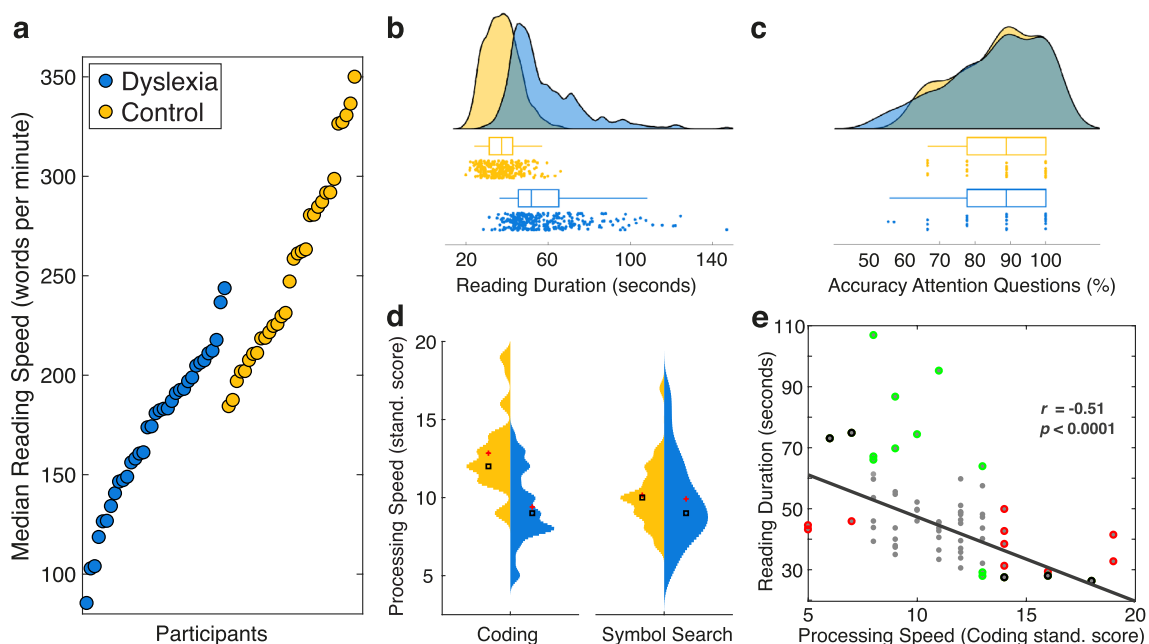 a
Median Reading Speed (words per minute)
350
300
250
200
150
100
Dyslexia
Control
Participants
b
20 60 100 140
Reading Duration (seconds)
c
50 60 70 80 90 100
Accuracy Attention Questions (%)
d
Processing Speed (stand. score)
20
15
10
5
Coding Symbol Search
e
Reading Duration (seconds)
110
90
70
50
30
r = -0.51
p < 0.0001
5 10 15 20
Processing Speed (Coding stand. score)